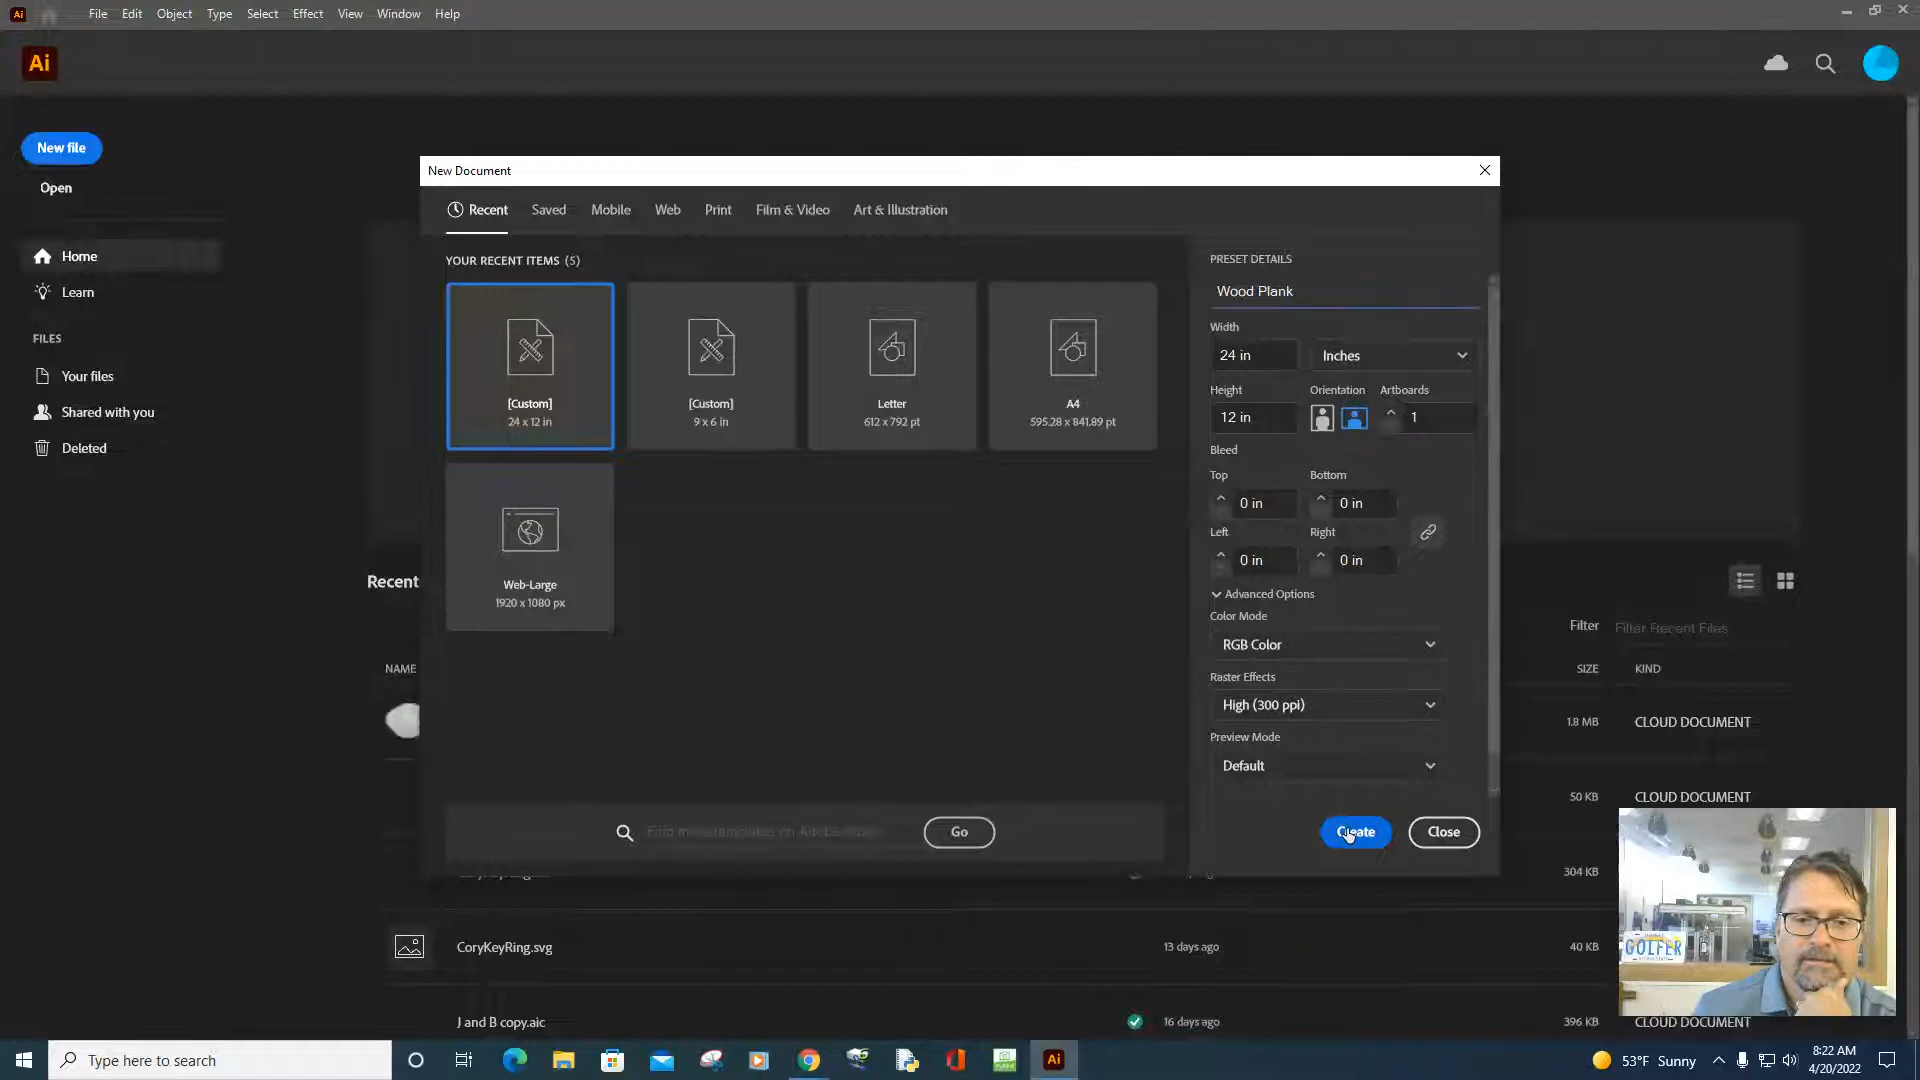 Ai
File Edit Object Type Select Effect View Window Help
Ai
New file
Open
Home
Learn
FILES
Your files
Shared with you
Deleted
New Document
Recent Saved Mobile Web Print Film & Video Art & Illustration
YOUR RECENT ITEMS (5)
[Custom]
24 x 12 in
[Custom]
9 x 6 in
Letter
612 x 792 pt
A4
595.28 x 841.89 pt
Web-Large
1920 x 1080 px
Go
PRESET DETAILS
Wood Plank
Width
24 in Inches
Height Orientation Artboards
12 in 1
Bleed
Top Bottom
0 in 0 in
Left Right
0 in 0 in
Advanced Options
Color Mode
RGB Color
Raster Effects
High (300 ppi)
Preview Mode
Default
Create Close
Recent
Filter Filter Recent Files
NAME SIZE KIND
1.8 MB CLOUD DOCUMENT
50 KB CLOUD DOCUMENT
304 KB
CoryKeyRing.svg 13 days ago 40 KB
J and B copy.aic 16 days ago 396 KB CLOUD DOCUMENT
GOLFER
Type here to search
Ai
53°F Sunny
8:22 AM
4/20/2022